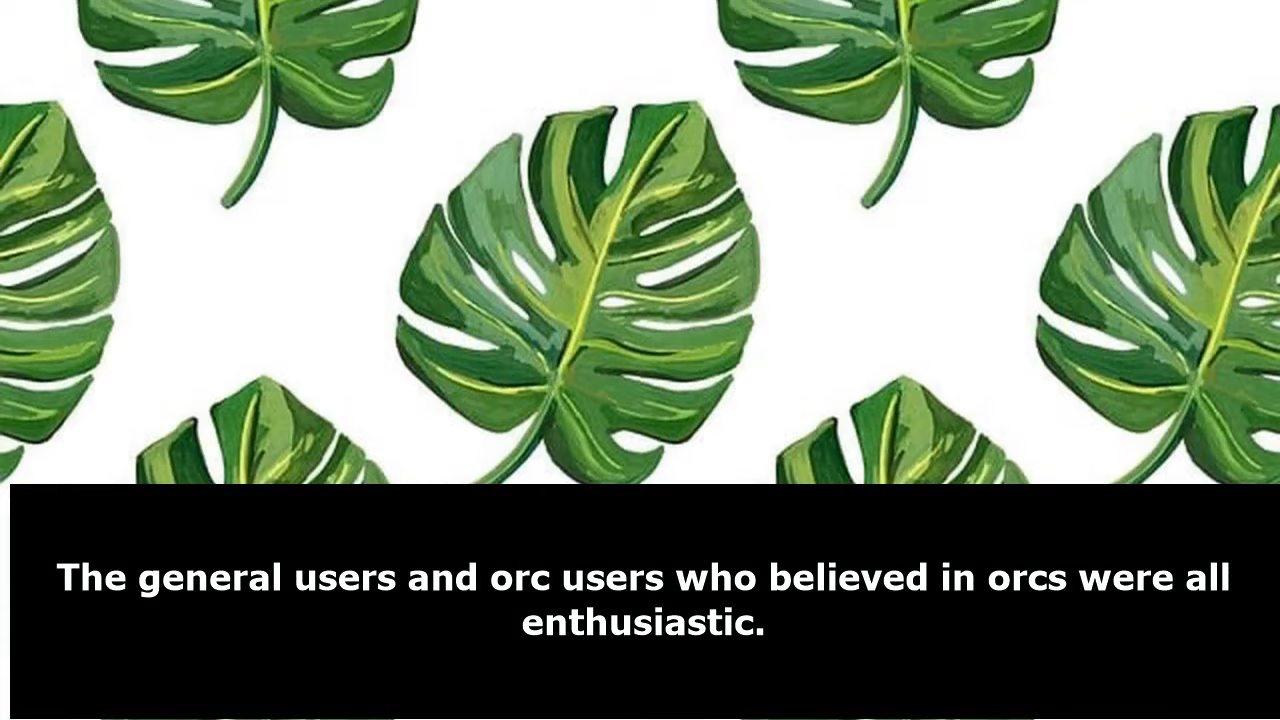 The general users and orc users who believed in orcs were all
enthusiastic.